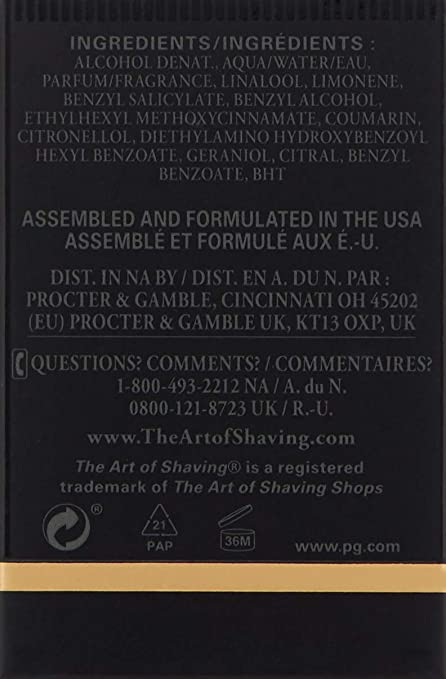 INGREDIENTS/INGRÉDIENTS :
ALCOHOL DENAT., AQUA/WATER/EAU,
PARFUM/FRAGRANCE, LINALOOL, LIMONENE,
BENZYL SALICYLATE, BENZYL ALCOHOL,
ETHYLHEXYL METHOXYCINNAMATE, COUMARIN,
CITRONELLOL, DIETHYLAMINO HYDROXYBENZOYL
HEXYL BENZOATE, GERANIOL, CITRAL, BENZYL
BENZOATE, BHT
ASSEMBLED AND FORMULATED IN THE USA
ASSEMBLÉ ET FORMULÉ AUX É.-U.
DIST. IN NA BY / DIST. EN A. DU N. PAR :
PROCTER & GAMBLE, CINCINNATI OH 45202
(EU) PROCTER & GAMBLE UK, KT13 OXP, UK
QUESTIONS? COMMENTS? / COMMENTAIRES?
1-800-493-2212 NA / A. du N.
0800-121-8723 UK / R.-U.
www.TheArtofShaving.com
The Art of Shaving® is a registered
trademark of The Art of Shaving Shops
®
21
PAP
36M
www.pg.com